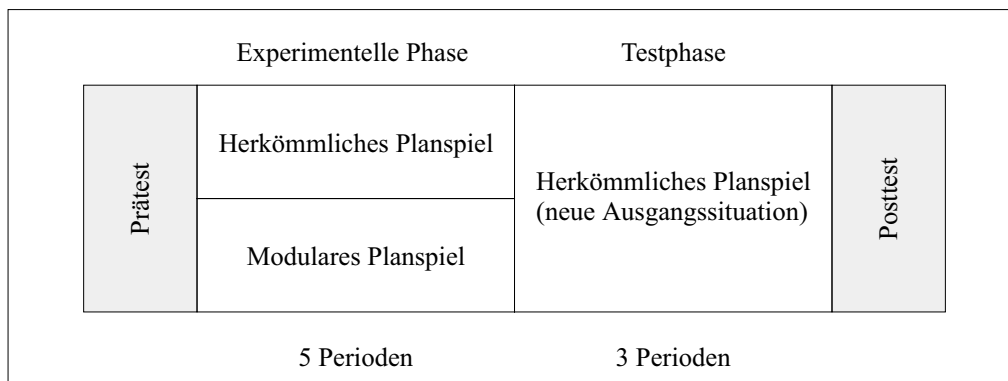 Experimentelle Phase
Testphase
Prätest
Herkömmliches Planspiel
Modulares Planspiel
Herkömmliches Planspiel
(neue Ausgangssituation)
Posttest
5 Perioden
3 Perioden